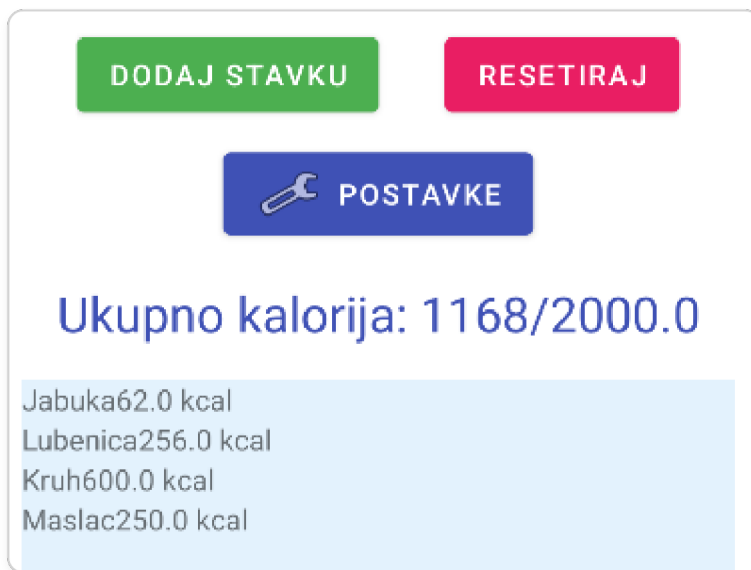 DODAJ STAVKU
RESETIRAJ
POSTAVKE
Ukupno kalorija: 1168/2000.0
Jabuka62.0 kcal
Lubenica256.0 kcal
Kruh600.0 kcal
Maslac250.0 kcal